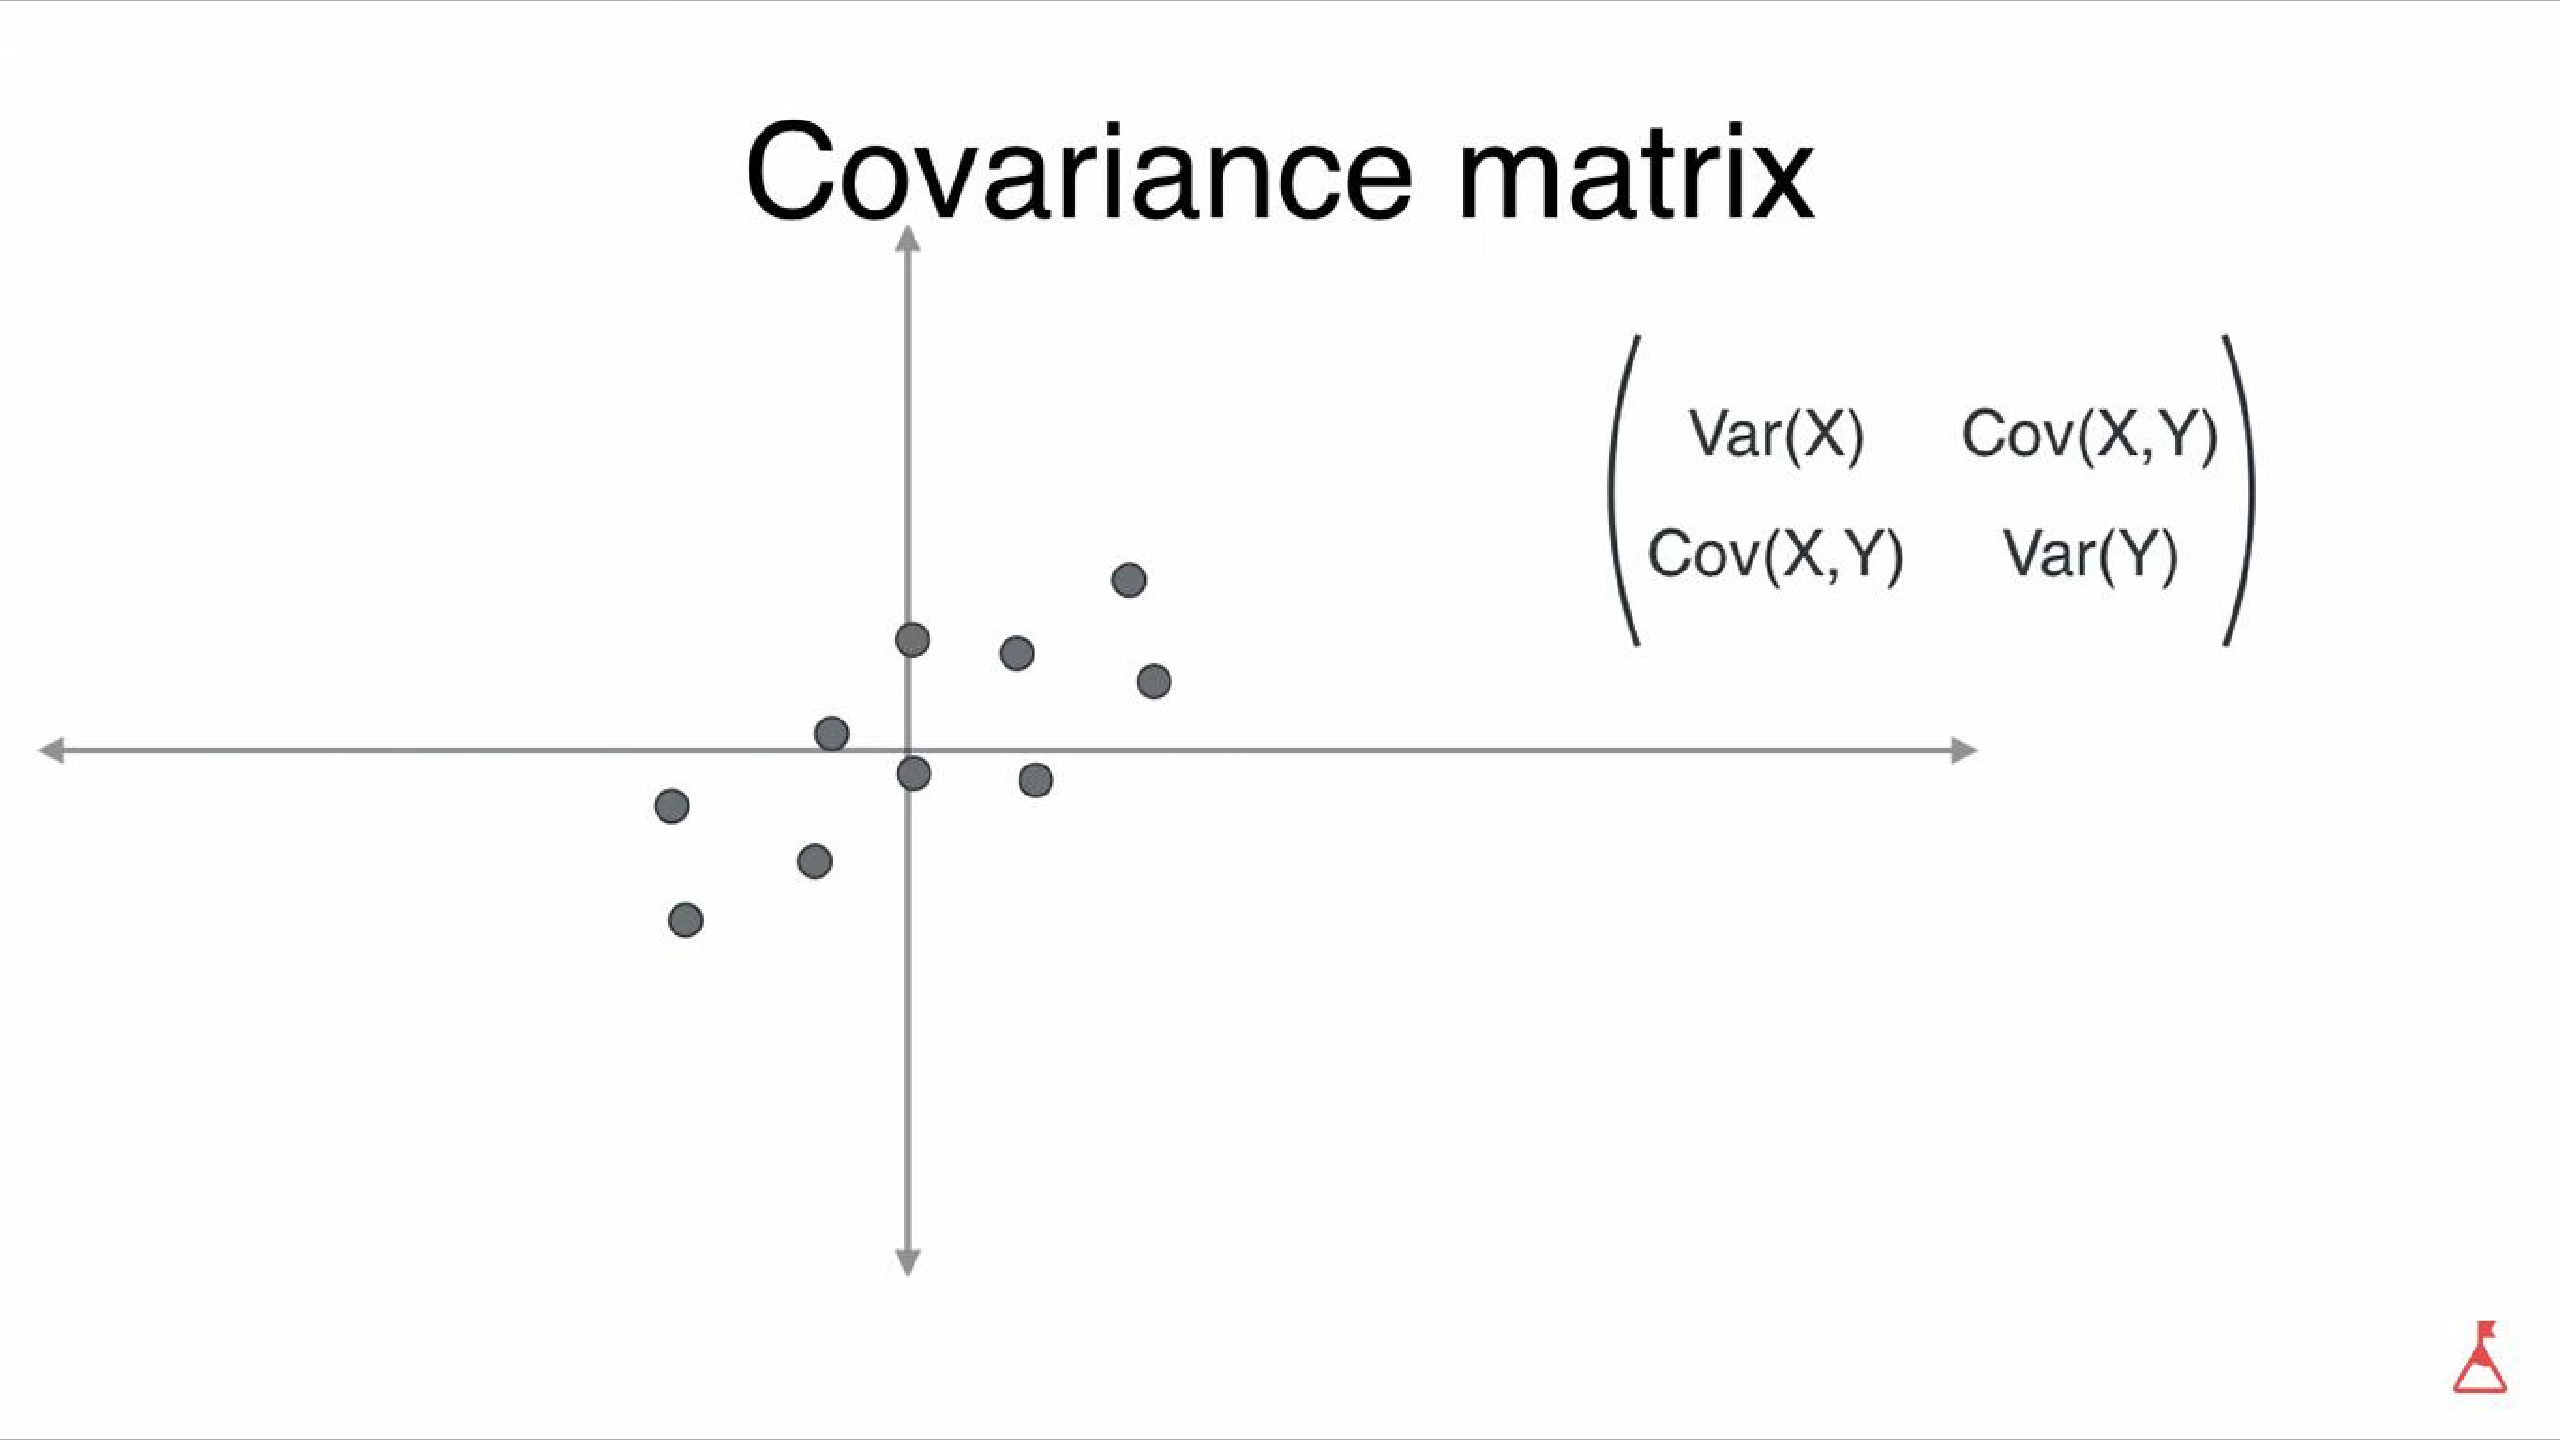 Covariance matrix
Var(X) Cov(X,Y)
Cov(X,Y) Var(Y)